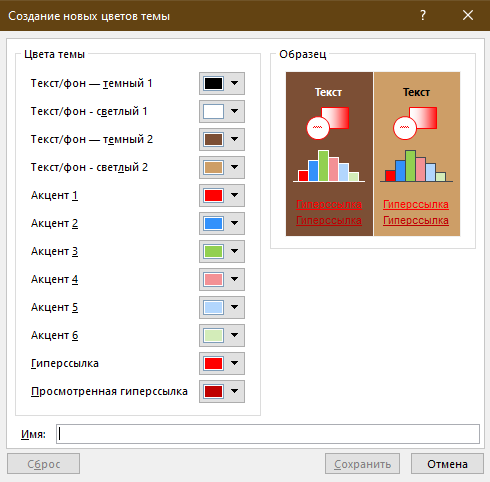 Создание новых цветов темы
?
Цвета темы
Текст/фон — темный 1
Текст/фон - светлый 1
Текст/фон — темный 2
Текст/фон - светлый 2
Акцент 1
Акцент 2
Акцент 3
Акцент 4
Акцент 5
Акцент 6
Гиперссылка
Просмотренная гиперссылка
Образец
Текст Текст
Гиперссылка Гиперссылка
Гиперссылка Гиперссылка
Имя:
Сброс Сохранить Отмена